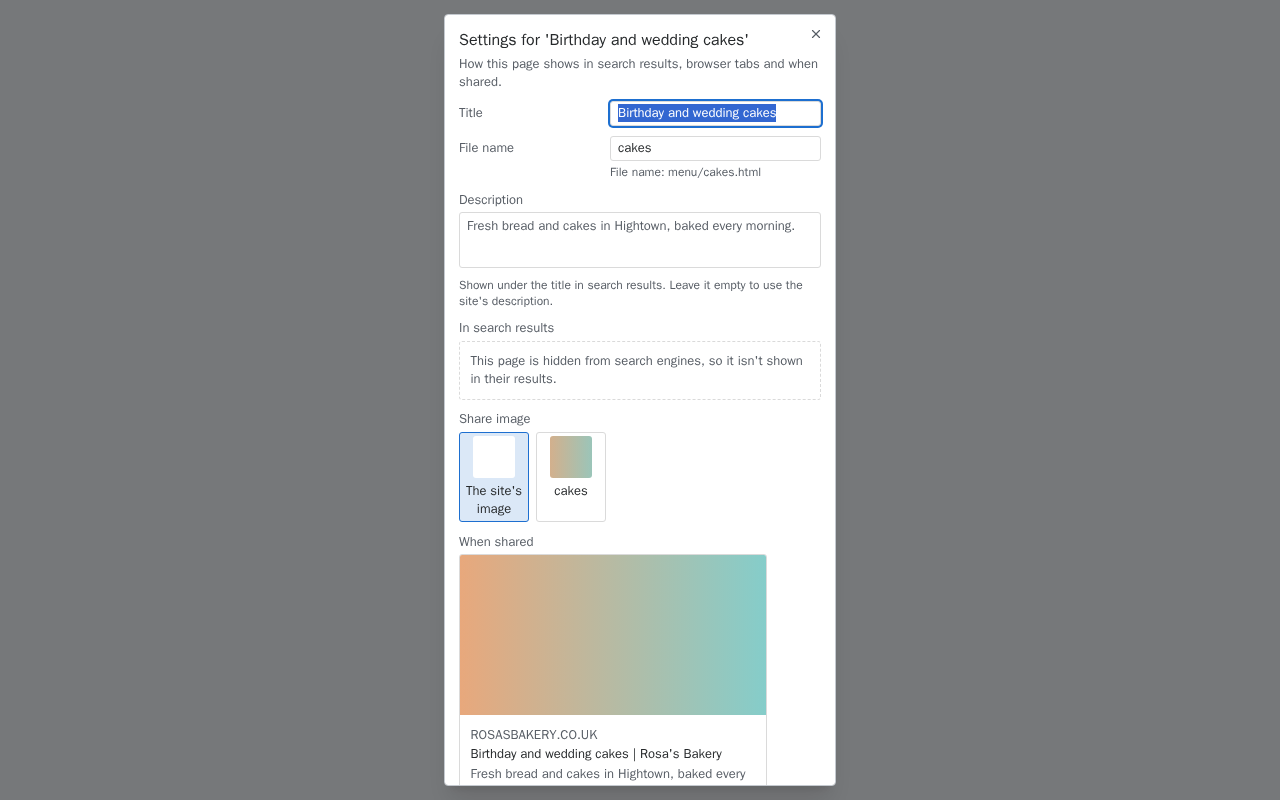 Settings for 'Birthday and wedding cakes'
How this page shows in search results, browser tabs and when
shared.
Title
Birthday and wedding cakes
File name
cakes
File name: menu/cakes.html
Description
Fresh bread and cakes in Hightown, baked every morning.
Shown under the title in search results. Leave it empty to use the
site's description.
In search results
This page is hidden from search engines, so it isn't shown
in their results.
Share image
The site's
image
cakes
When shared
ROSASBAKERY.CO.UK
Birthday and wedding cakes | Rosa's Bakery
Fresh bread and cakes in Hightown, baked every